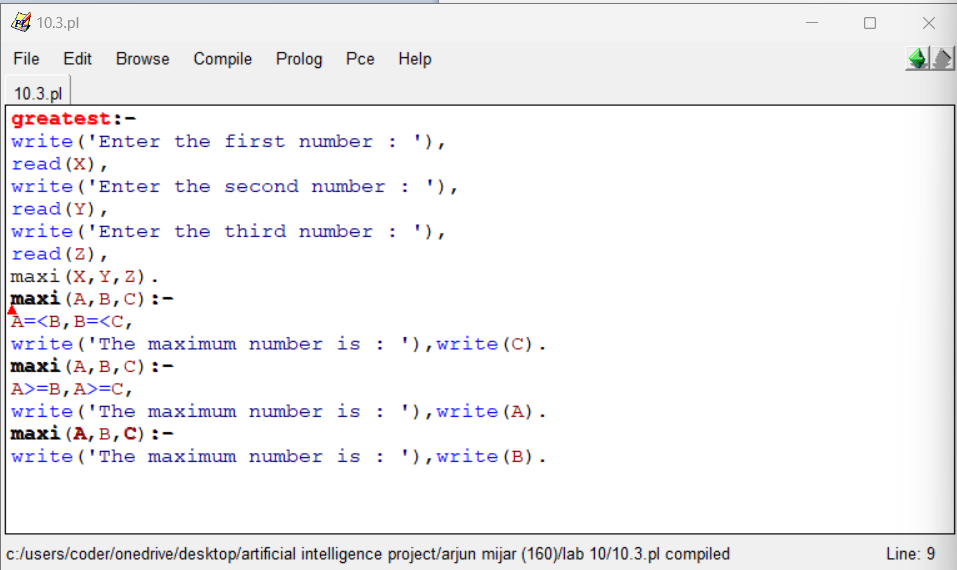 10.3.pl
File Edit Browse Compile Prolog Pce Help
10.3.pl
greatest:-
write('Enter the first number : '),
read(X),
write('Enter the second number : '),
read(Y),
write('Enter the third number : '),
read(Z),
maxi(X,Y,Z).
maxi(A,B,C):-
A=<B,B=<C,
write('The maximum number is : '),write(C).
maxi(A,B,C):-
A>=B,A>=C,
write('The maximum number is : '),write(A).
maxi(A,B,C):-
write('The maximum number is : '),write(B).
c:/users/coder/onedrive/desktop/artificial intelligence project/arjun mijar (160)/lab 10/10.3.pl compiled Line: 9